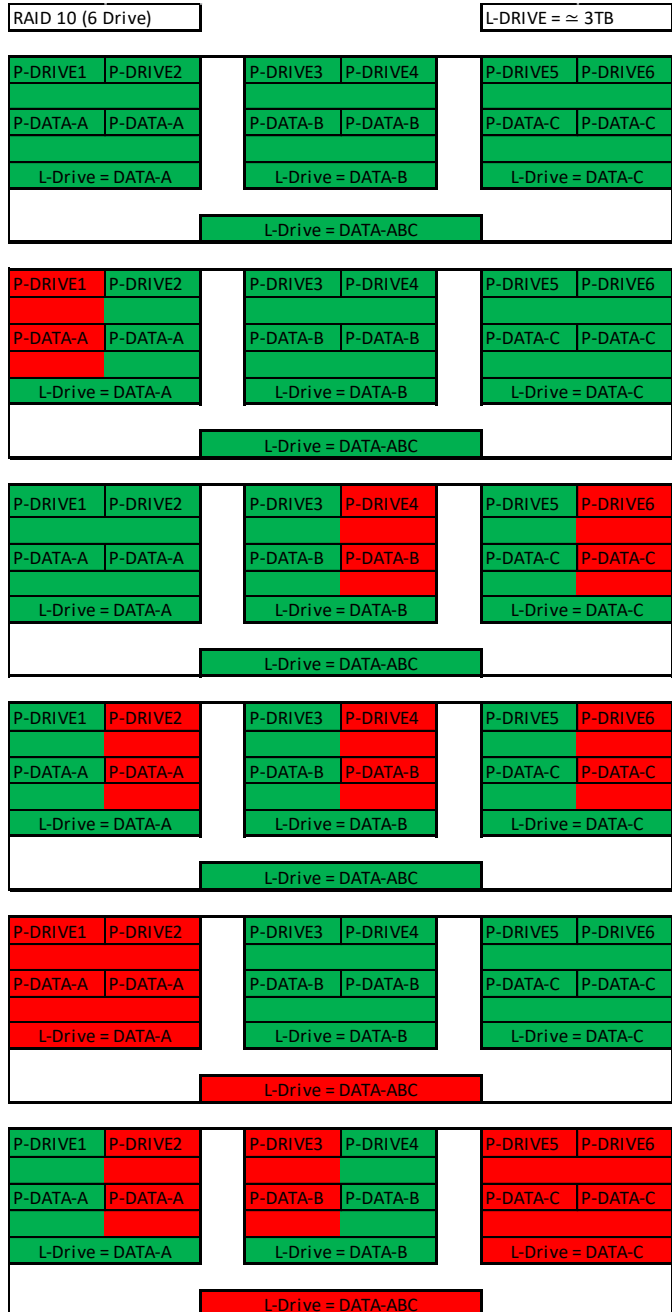 RAID 10 (6 Drive) L-DRIVE = ≃ 3TB
P-DRIVE1 P-DRIVE2 P-DRIVE3 P-DRIVE4 P-DRIVE5 P-DRIVE6
P-DATA-A P-DATA-A P-DATA-B P-DATA-B P-DATA-C P-DATA-C
L-Drive = DATA-A L-Drive = DATA-B L-Drive = DATA-C
L-Drive = DATA-ABC
P-DRIVE1 P-DRIVE2 P-DRIVE3 P-DRIVE4 P-DRIVE5 P-DRIVE6
P-DATA-A P-DATA-A P-DATA-B P-DATA-B P-DATA-C P-DATA-C
L-Drive = DATA-A L-Drive = DATA-B L-Drive = DATA-C
L-Drive = DATA-ABC
P-DRIVE1 P-DRIVE2 P-DRIVE3 P-DRIVE4 P-DRIVE5 P-DRIVE6
P-DATA-A P-DATA-A P-DATA-B P-DATA-B P-DATA-C P-DATA-C
L-Drive = DATA-A L-Drive = DATA-B L-Drive = DATA-C
L-Drive = DATA-ABC
P-DRIVE1 P-DRIVE2 P-DRIVE3 P-DRIVE4 P-DRIVE5 P-DRIVE6
P-DATA-A P-DATA-A P-DATA-B P-DATA-B P-DATA-C P-DATA-C
L-Drive = DATA-A L-Drive = DATA-B L-Drive = DATA-C
L-Drive = DATA-ABC
P-DRIVE1 P-DRIVE2 P-DRIVE3 P-DRIVE4 P-DRIVE5 P-DRIVE6
P-DATA-A P-DATA-A P-DATA-B P-DATA-B P-DATA-C P-DATA-C
L-Drive = DATA-A L-Drive = DATA-B L-Drive = DATA-C
L-Drive = DATA-ABC
P-DRIVE1 P-DRIVE2 P-DRIVE3 P-DRIVE4 P-DRIVE5 P-DRIVE6
P-DATA-A P-DATA-A P-DATA-B P-DATA-B P-DATA-C P-DATA-C
L-Drive = DATA-A L-Drive = DATA-B L-Drive = DATA-C
L-Drive = DATA-ABC